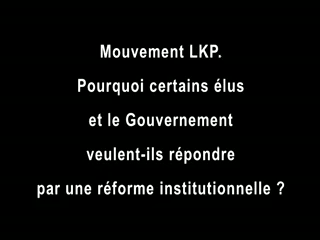 Mouvement LKP.
Pourquoi certains élus
et le Gouvernement
veulent-ils répondre
par une réforme institutionnelle ?